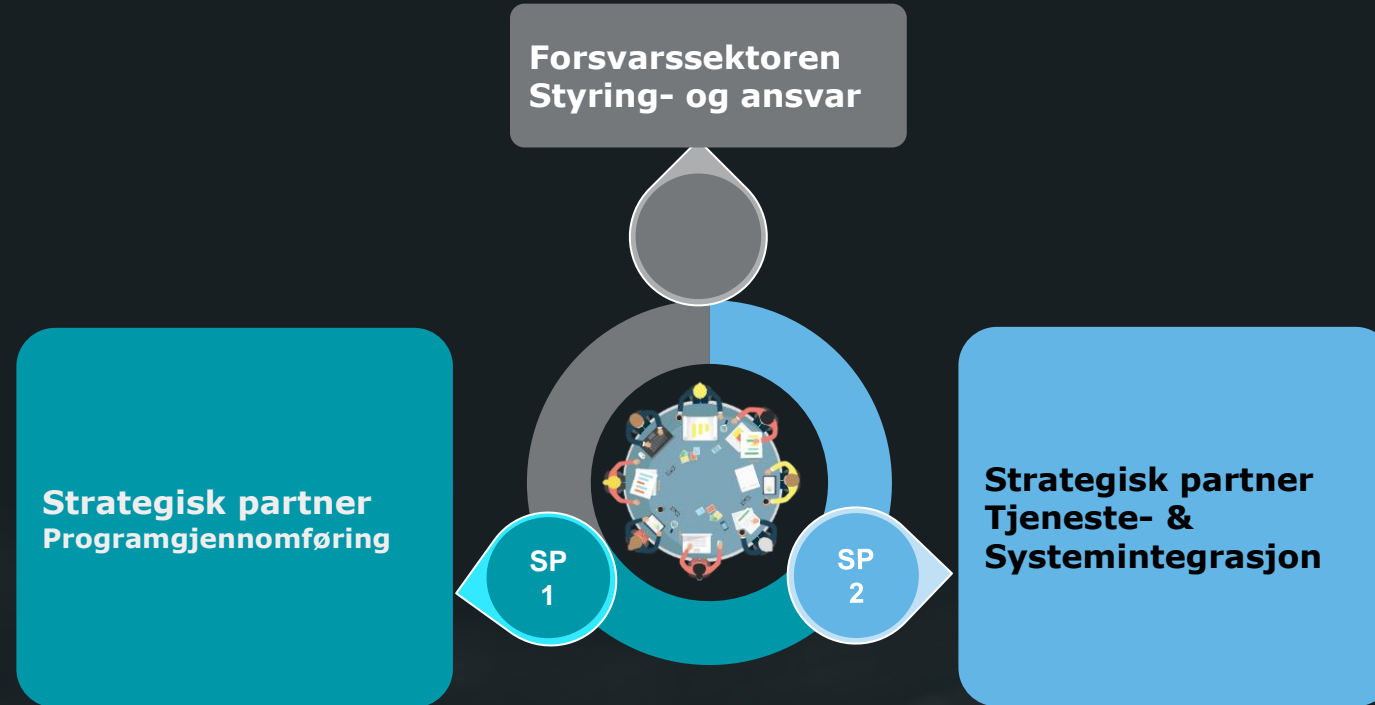 Forsvarssektoren
Styring- og ansvar
Strategisk partner
Programgjennomføring
SP
1
SP
2
Strategisk partner
Tjeneste- &
Systemintegrasjon